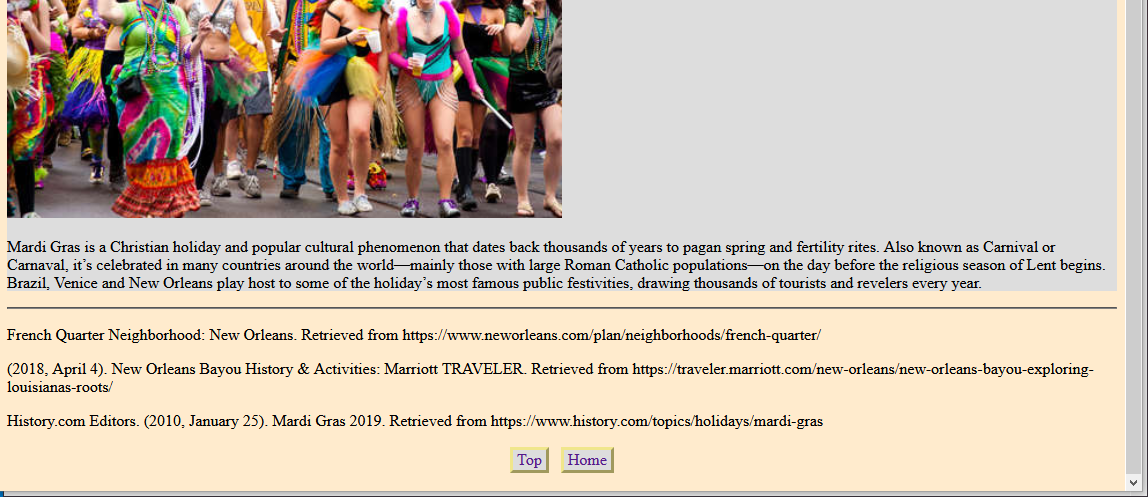 Mardi Gras is a Christian holiday and popular cultural phenomenon that dates back thousands of years to pagan spring and fertility rites. Also known as Carnival or
Carnaval, it’s celebrated in many countries around the world—mainly those with large Roman Catholic populations—on the day before the religious season of Lent begins.
Brazil, Venice and New Orleans play host to some of the holiday’s most famous public festivities, drawing thousands of tourists and revelers every year.
French Quarter Neighborhood: New Orleans. Retrieved from https://www.neworleans.com/plan/neighborhoods/french-quarter/
(2018, April 4). New Orleans Bayou History & Activities: Marriott TRAVELER. Retrieved from https://traveler.marriott.com/new-orleans/new-orleans-bayou-exploring-
louisianas-roots/
History.com Editors. (2010, January 25). Mardi Gras 2019. Retrieved from https://www.history.com/topics/holidays/mardi-gras
Top Home